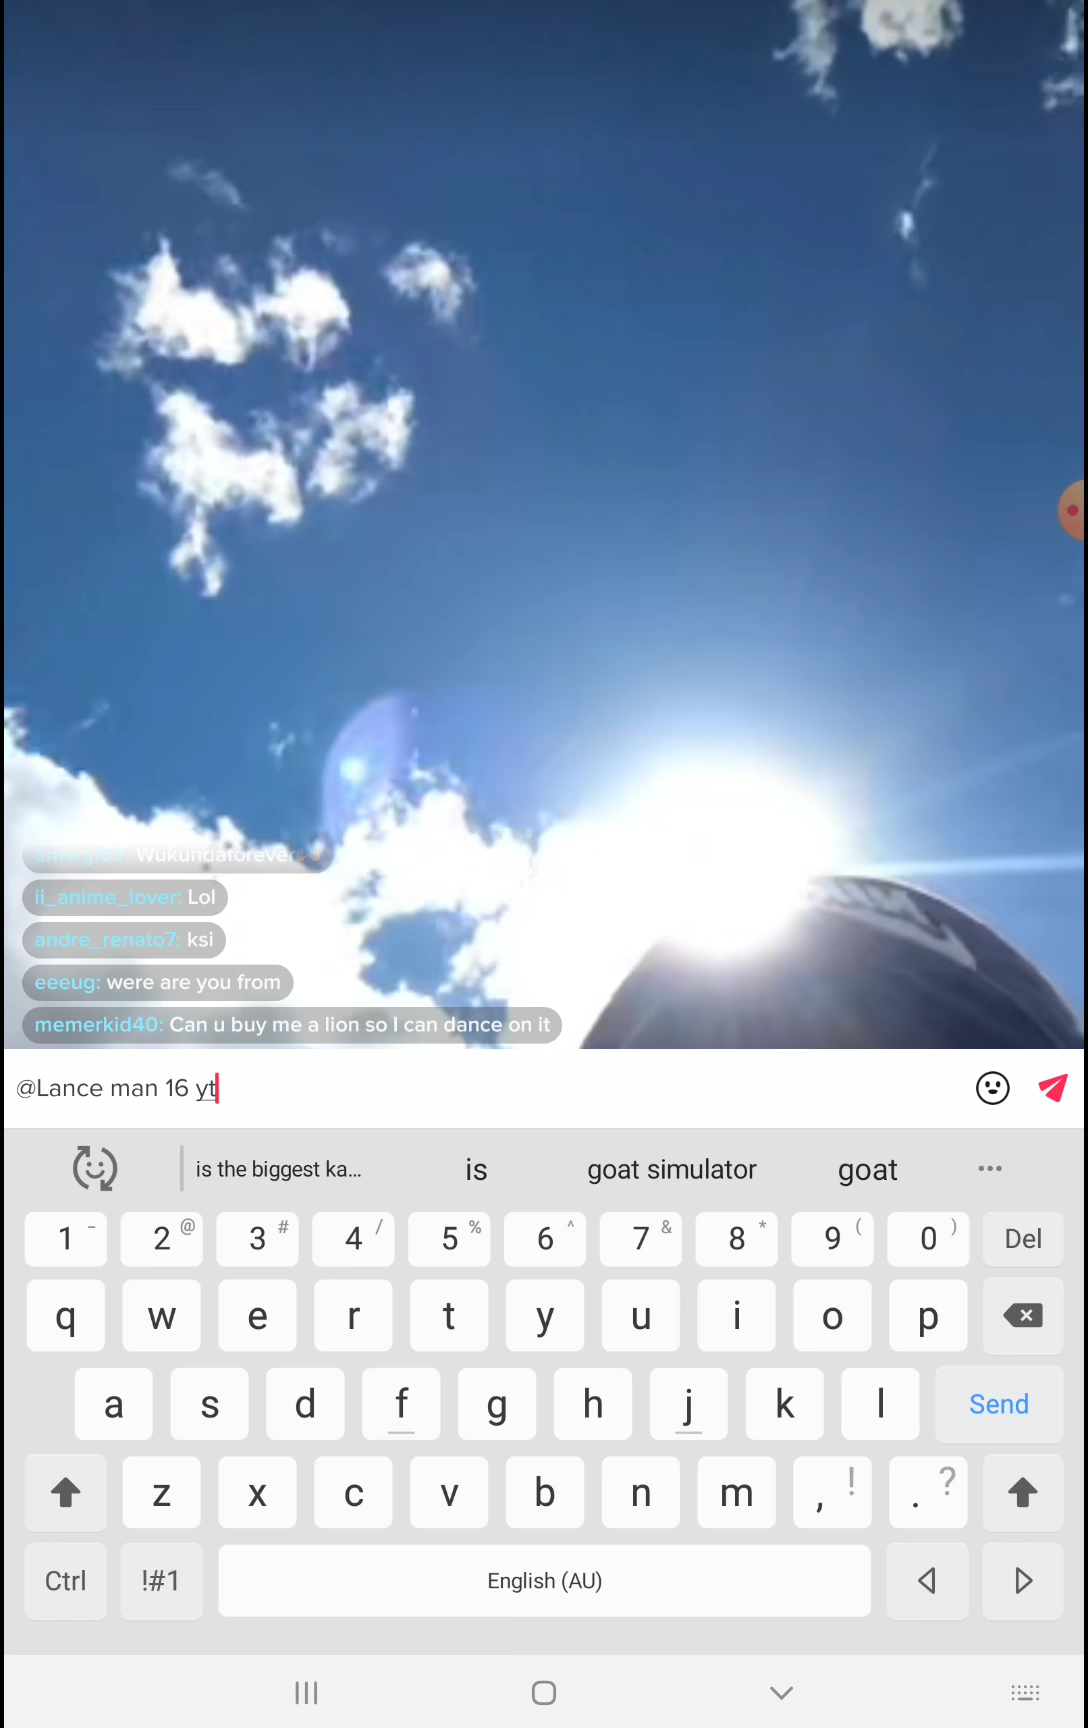 Wukundaforever
ii_anime_lover: Lol
andre_renato7: ksi
eeeug: were are you from
memerkid40: Can u buy me a lion so I can dance on it
@Lance man 16 yt
is the biggest ka... is goat simulator goat ...
1 - 2 @ 3 # 4 / 5 % 6 ^ 7 & 8 * 9 ( 0 ) Del
q w e r t y u i o p
a s d f g h j k l Send
z x c v b n m , ! . ?
Ctrl !#1 English (AU)